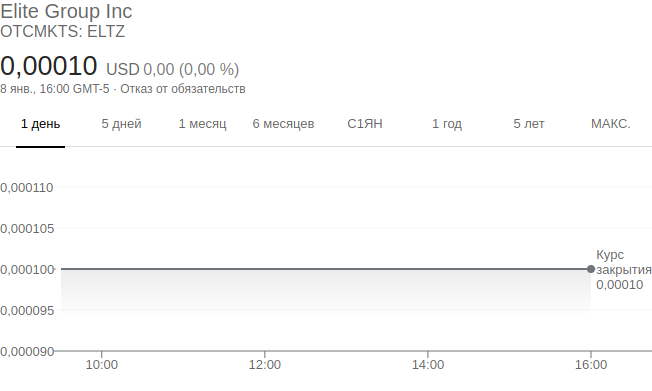 Elite Group Inc
OTCMKTS: ELTZ
0,00010 USD 0,00 (0,00 %)
8 янв., 16:00 GMT-5 · Отказ от обязательств
1 день 5 дней 1 месяц 6 месяцев С1ЯН 1 год 5 лет МАКС.
0,000110
0,000105
0,000100
0,000095
0,000090
Курс
закрытия
0,00010
10:00 12:00 14:00 16:00